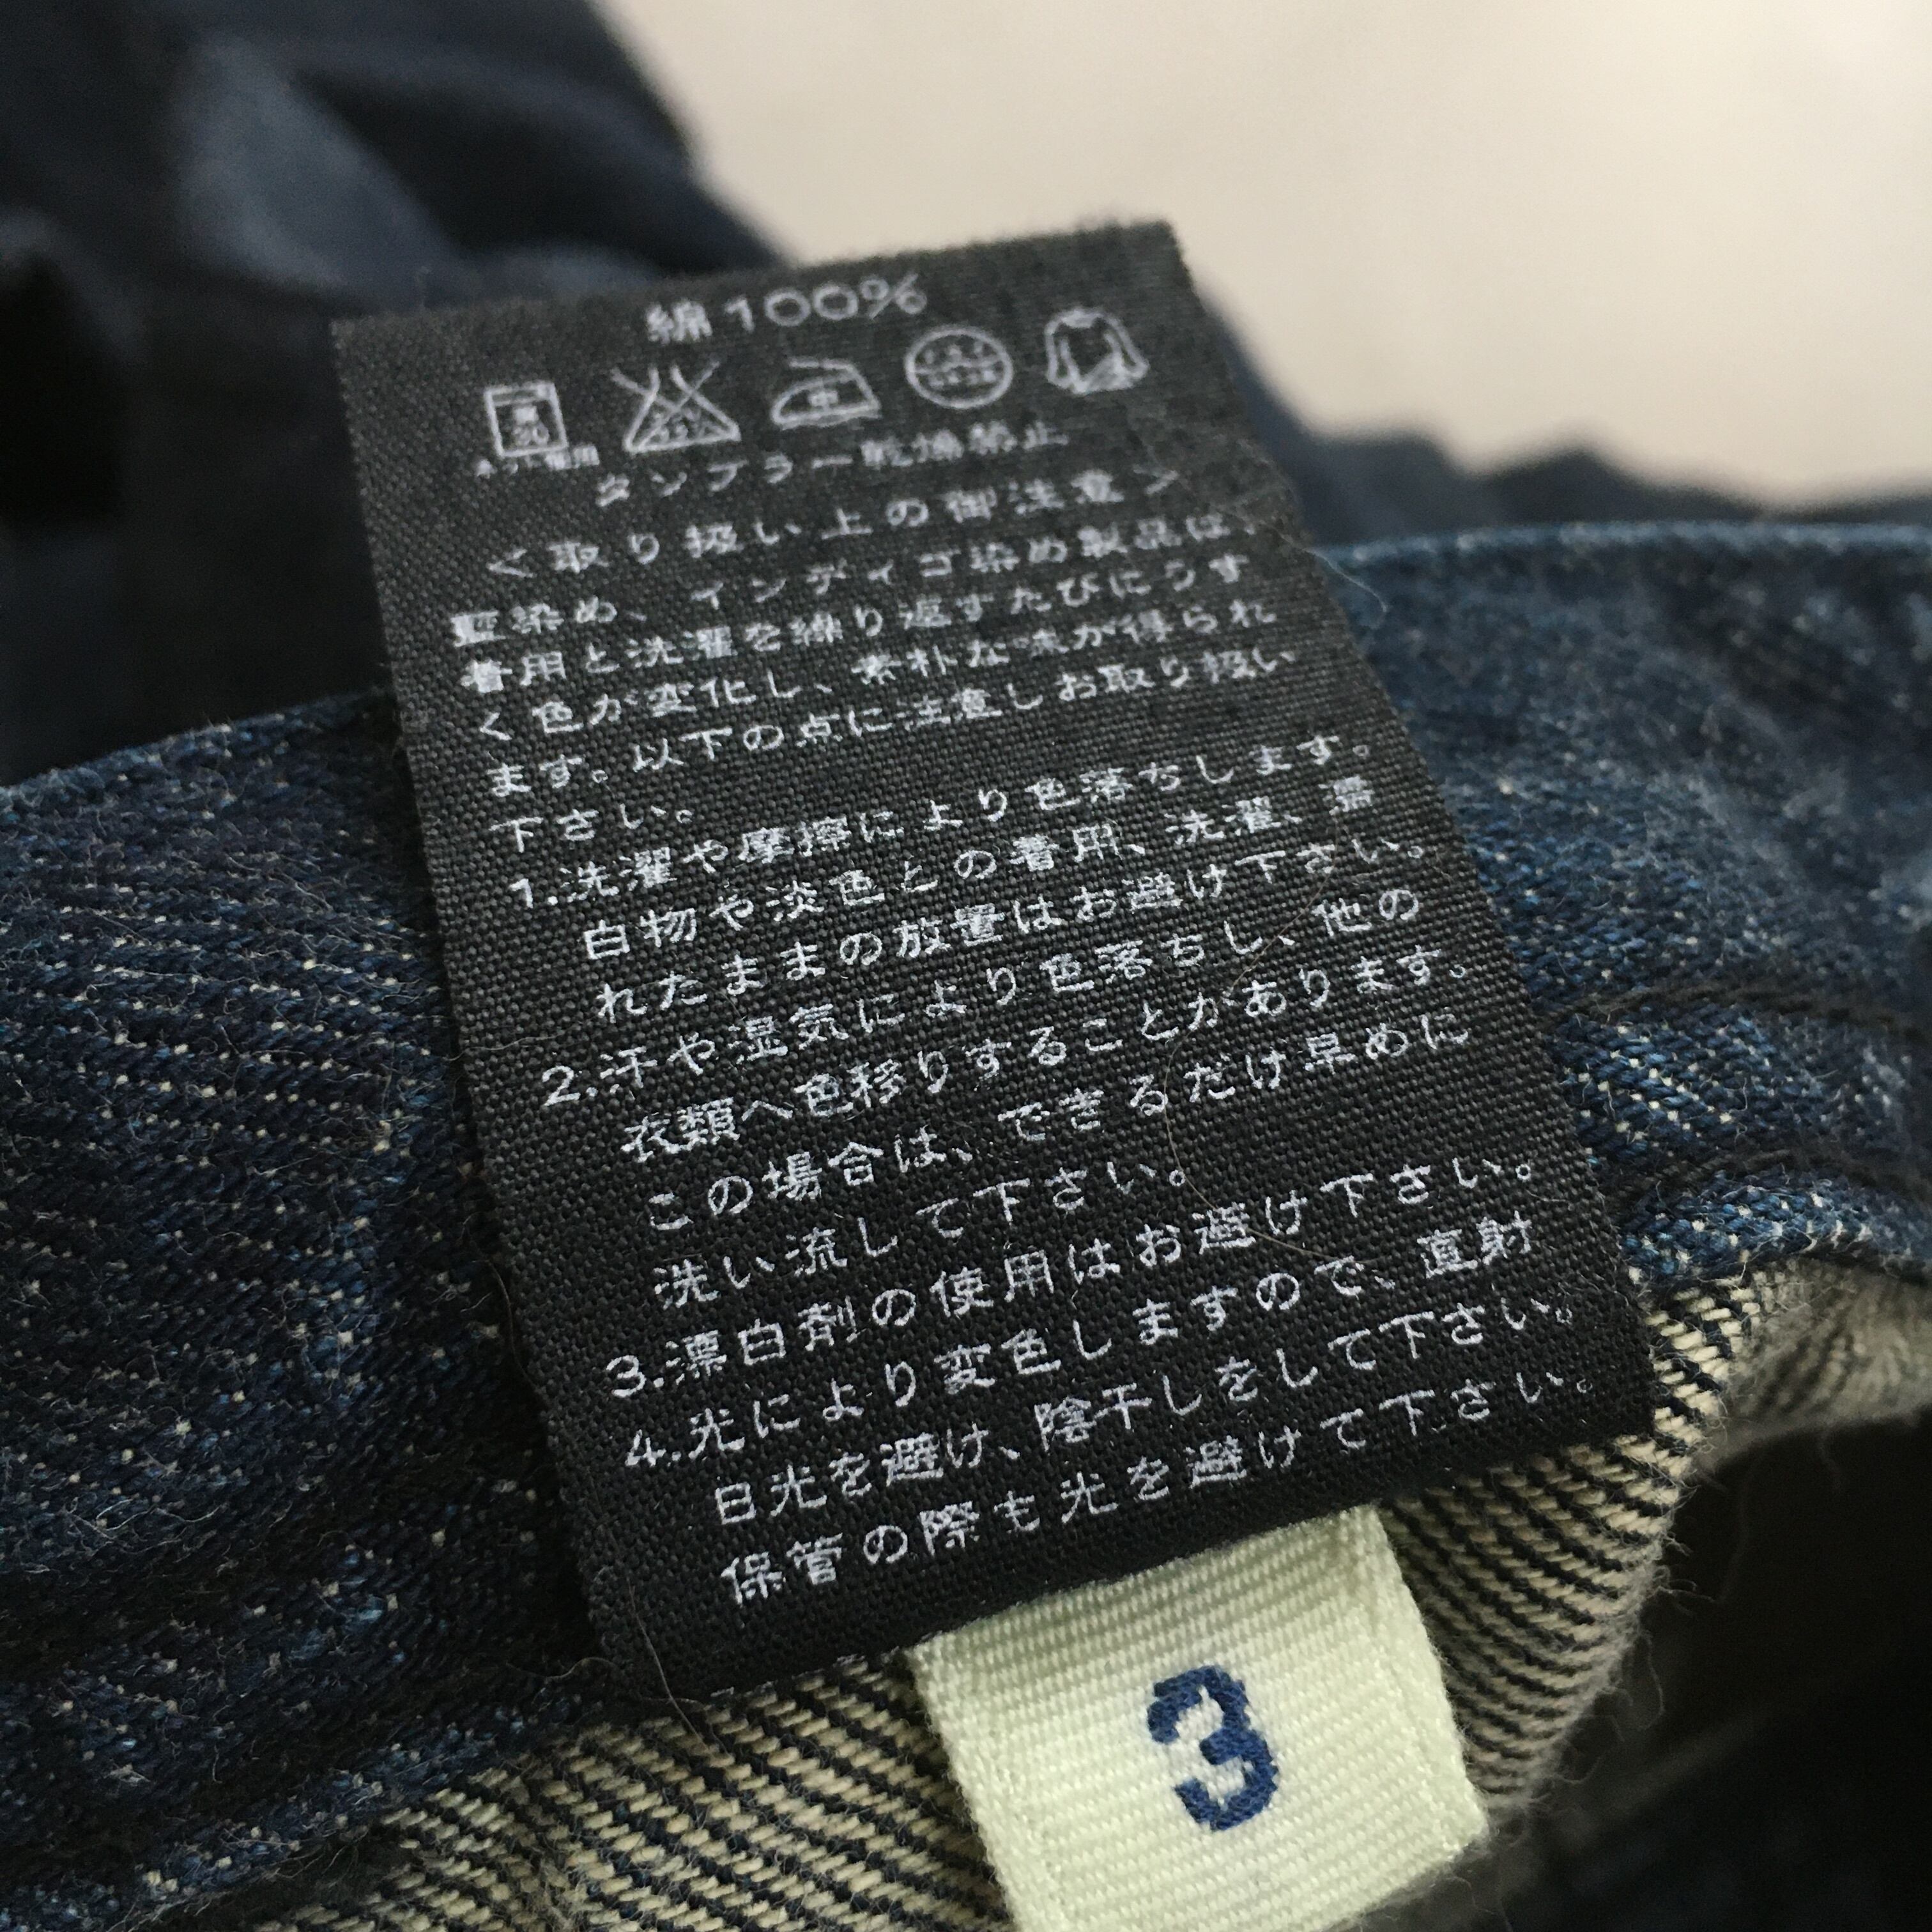 綿100%
中
タンブラー乾燥禁止
<取り扱い上の御注意>
藍染め、インディゴ染め製品は、
着用と洗濯を繰り返すたびにうす
く色が変化し、素朴な味が得られ
ます。以下の点に注意しお取り扱い
下さい。
1.洗濯や摩擦により色落ちします。
白物や淡色との着用、洗濯、濡
れたままの放置はお避け下さい。
2.汗や湿気により色落ちし、他の
衣類へ色移りすることがあります。
この場合は、できるだけ早めに
洗い流して下さい。
3.漂白剤の使用はお避け下さい。
4.光により変色しますので、直射
日光を避け、陰干しをして下さい。
保管の際も光を避けて下さい。
3